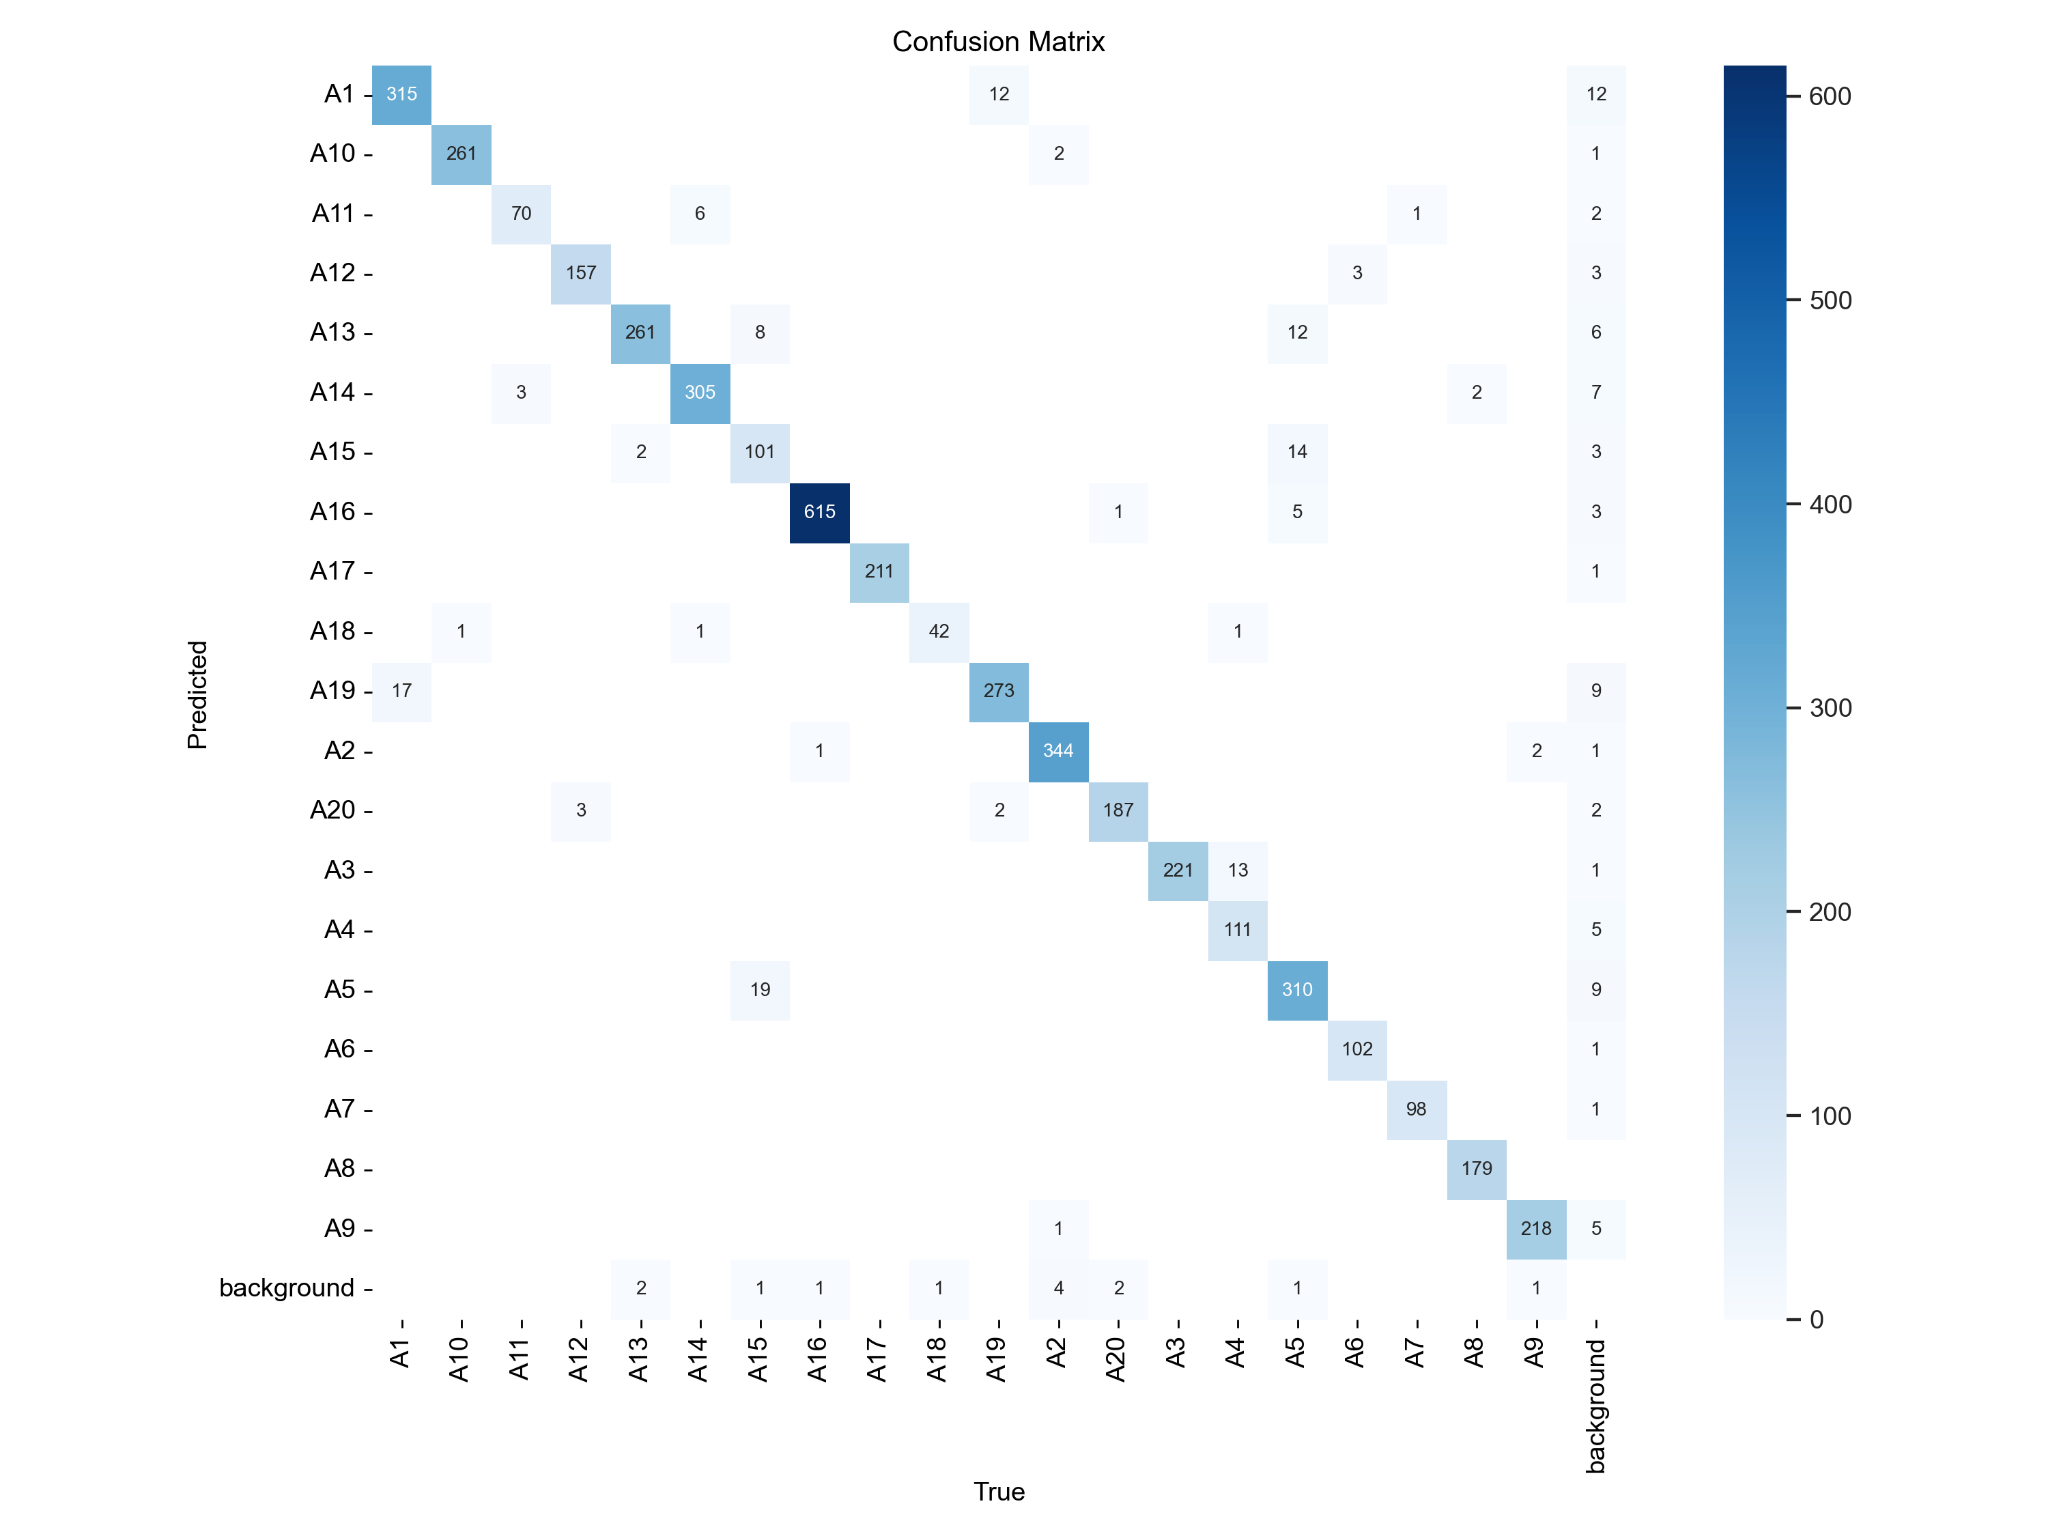 Confusion Matrix
A1 315 12 12
A10 261 2 1
A11 70 6 1 2
A12 157 3 3
A13 261 8 12 6
A14 3 305 2 7
A15 2 101 14 3
A16 615 1 5 3
A17 211 1
A18 1 1 42 1
A19 17 273 9
A2 1 344 2 1
A20 3 2 187 2
A3 221 13 1
A4 111 5
A5 19 310 9
A6 102 1
A7 98 1
A8 179
A9 1 218 5
background 2 1 1 1 4 2 1 1
A1 A10 A11 A12 A13 A14 A15 A16 A17 A18 A19 A2 A20 A3 A4 A5 A6 A7 A8 A9 background
True
Predicted
600
500
400
300
200
100
0